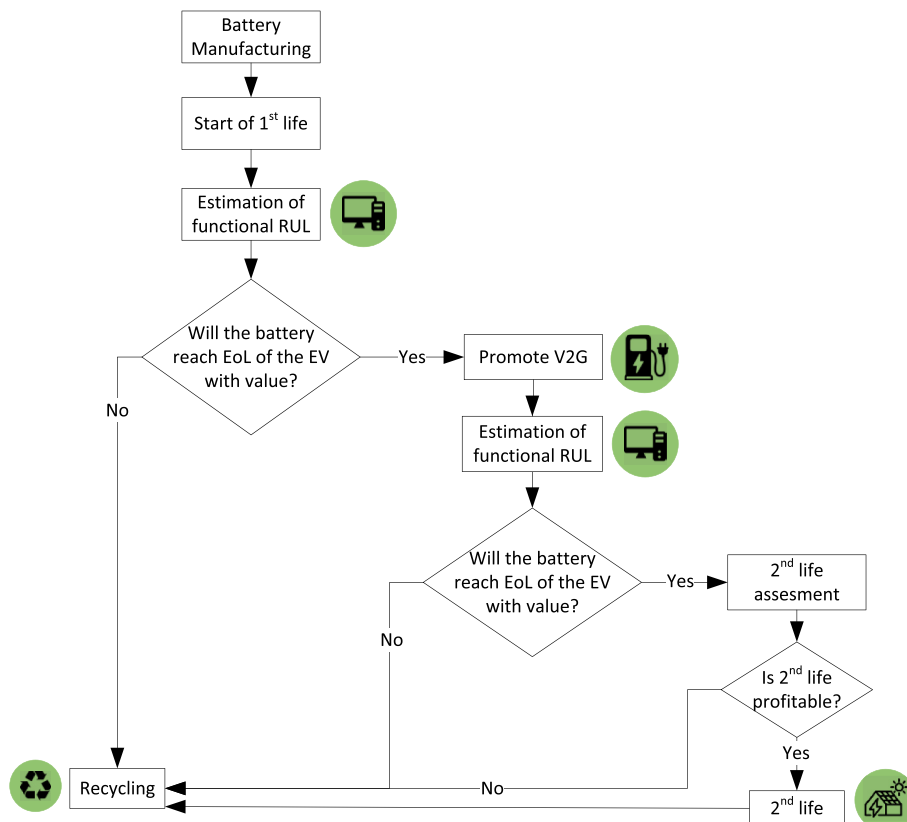 Battery
Manufacturing
Start of 1st life
Estimation of
functional RUL
Will the battery
reach EoL of the EV
with value?
Yes
Promote V2G
No
Estimation of
functional RUL
Will the battery
reach EoL of the EV
with value?
Yes
2nd life
assesment
No
Is 2nd life
profitable?
Yes
Recycling
No
2nd life